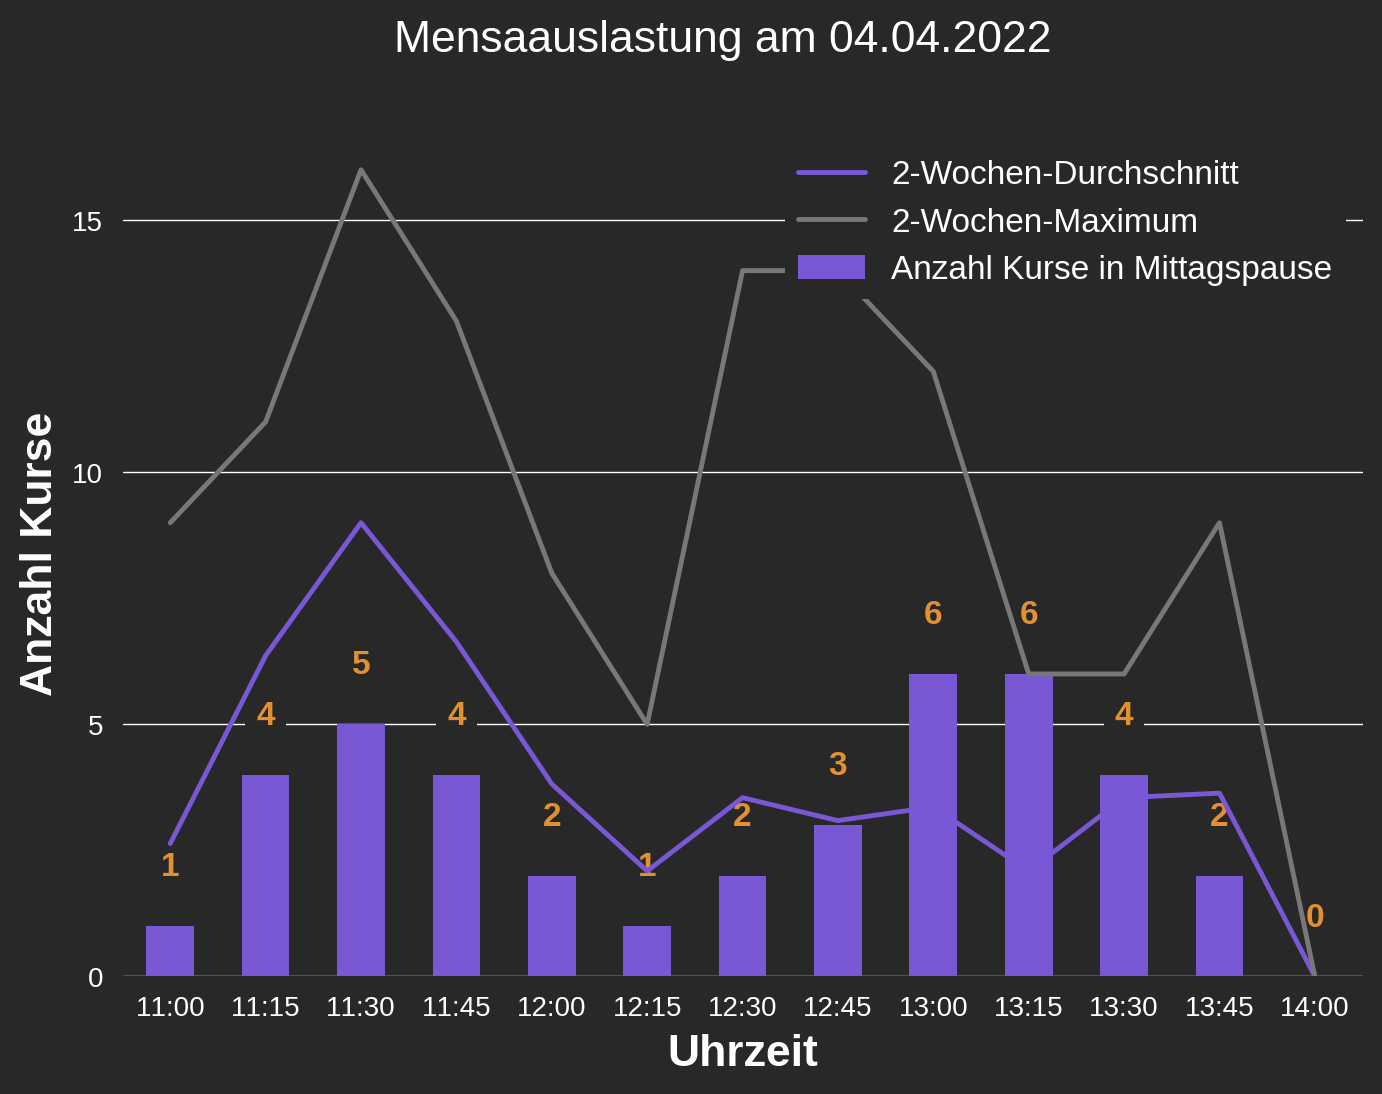 Mensaauslastung am 04.04.2022
2-Wochen-Durchschnitt
2-Wochen-Maximum
Anzahl Kurse in Mittagspause
Anzahl Kurse
15
10
5
0
1
4
5
4
2
1
2
3
6
6
4
2
0
11:00 11:15 11:30 11:45 12:00 12:15 12:30 12:45 13:00 13:15 13:30 13:45 14:00
Uhrzeit